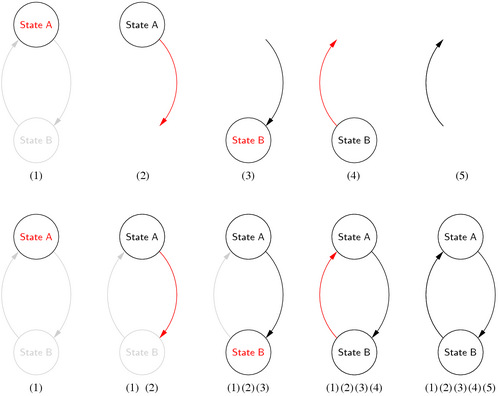 State A State A
State B State B State B
(1) (2) (3) (4) (5)
State A State A State A State A State A
State B State B State B State B State B
(1) (1) (2) (1) (2) (3) (1) (2) (3) (4) (1) (2) (3) (4) (5)